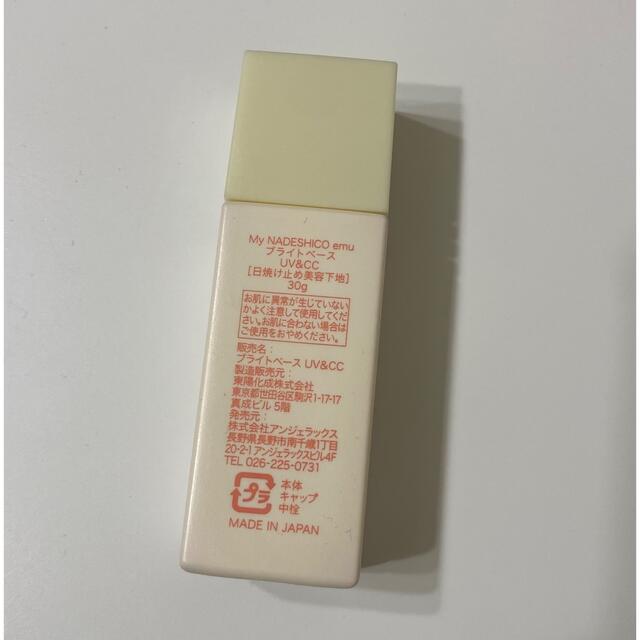 My NADESHICO emu
ブライトベース
UV&CC
[日焼け止め美容下地]
30g
お肌に異常が生じていない
かよく注意して使用してくだ
さい。お肌に合わない場合は
ご使用をおやめください。
販売名：
ブライトベース UV&CC
製造販売元：
東陽化成株式会社
東京都世田谷区駒沢1-17-17
真成ビル 5階
発売元：
株式会社アンジェラックス
長野県長野市南千歳1丁目
20-2-1 アンジェラックスビル4F
TEL 026-225-0731
プラ
本体
キャップ
中栓
MADE IN JAPAN